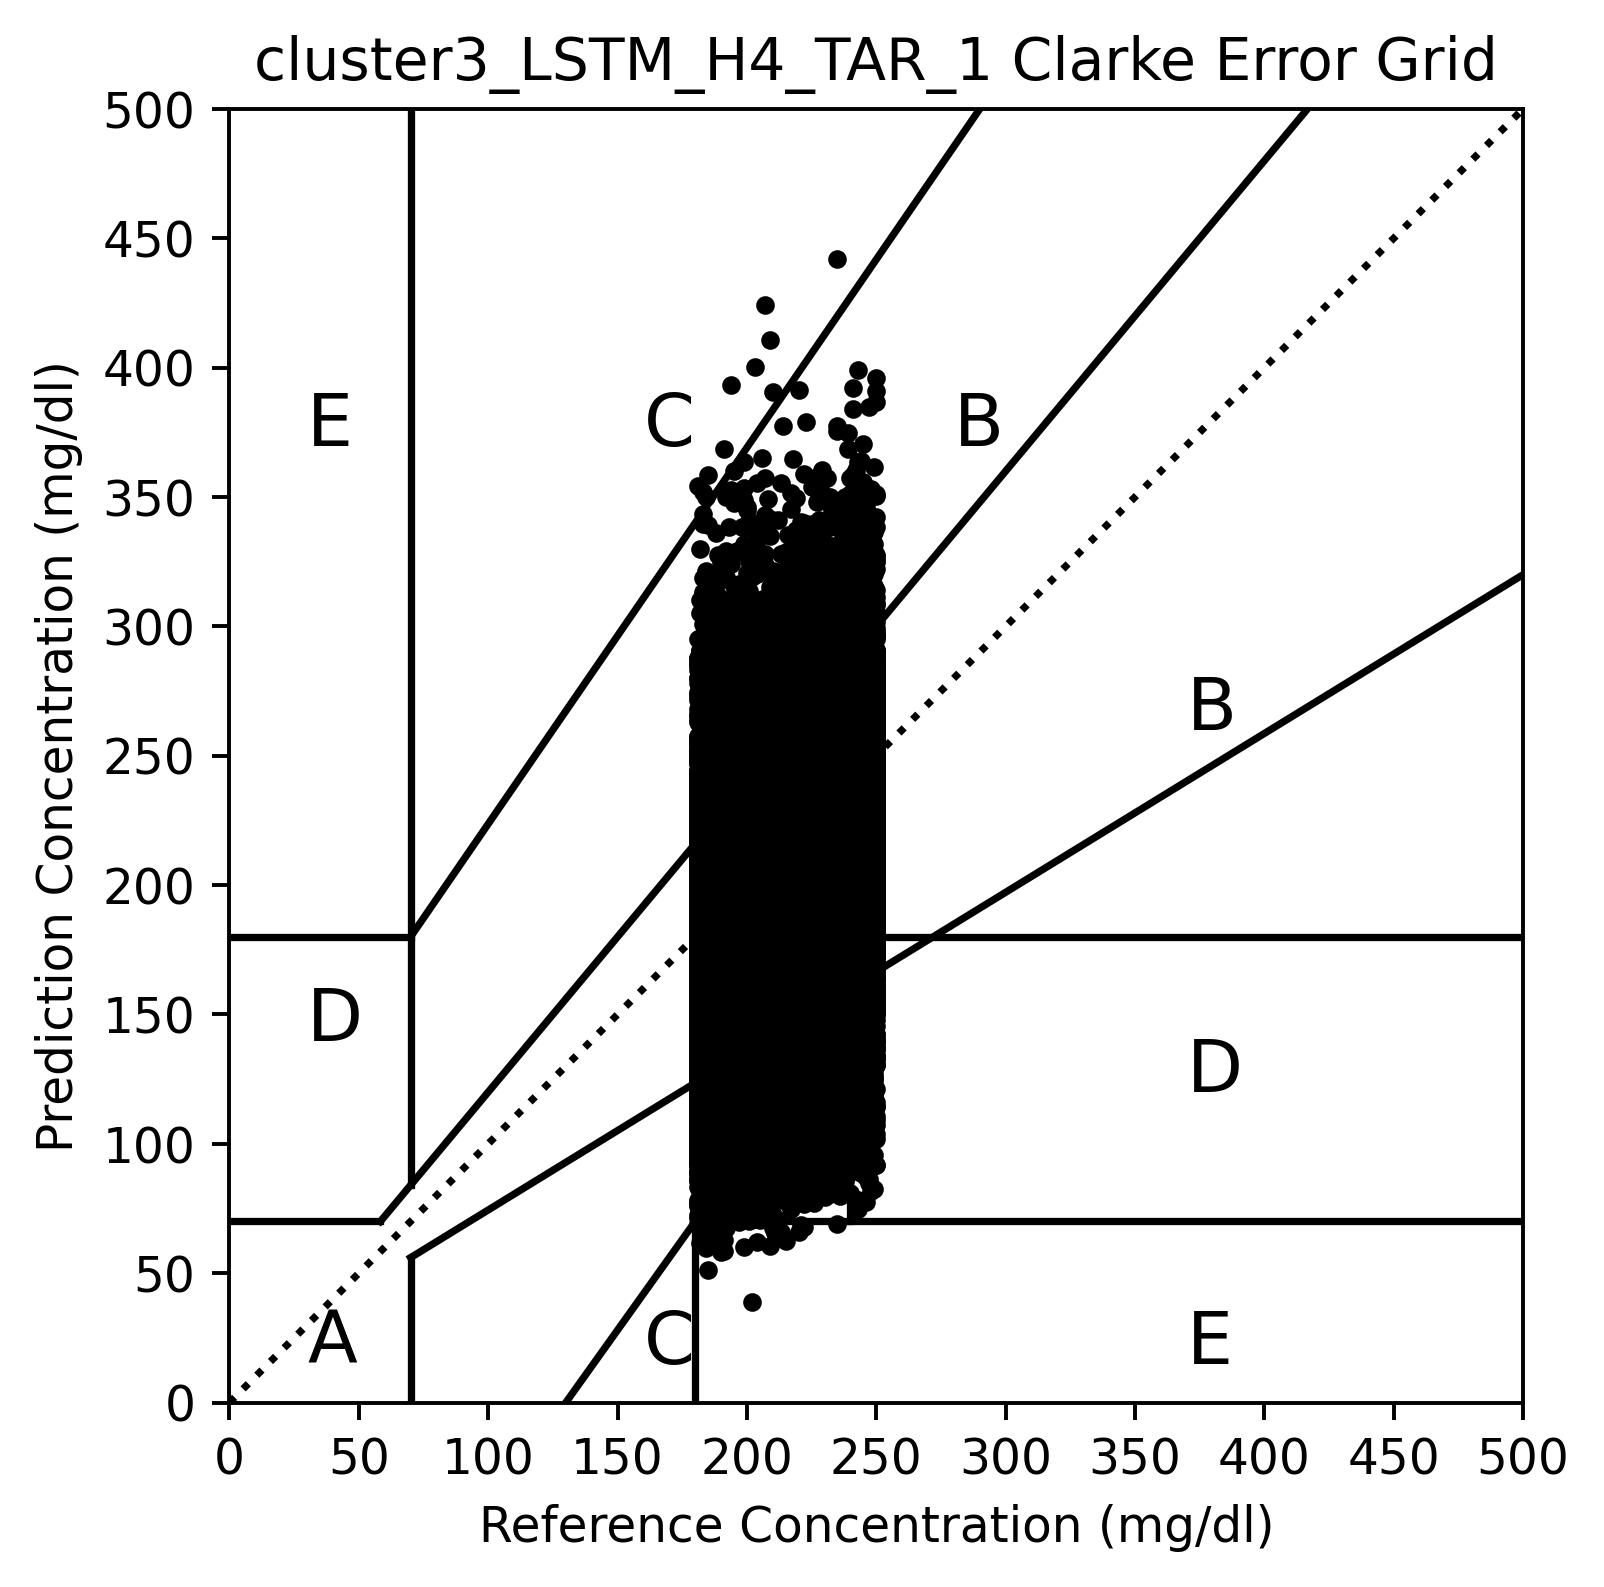 cluster3_LSTM_H4_TAR_1 Clarke Error Grid
500
450
400
350
300
250
200
150
100
50
0
Prediction Concentration (mg/dl)
E
C
B
B
D
D
A
C
E
0 50 100 150 200 250 300 350 400 450 500
Reference Concentration (mg/dl)